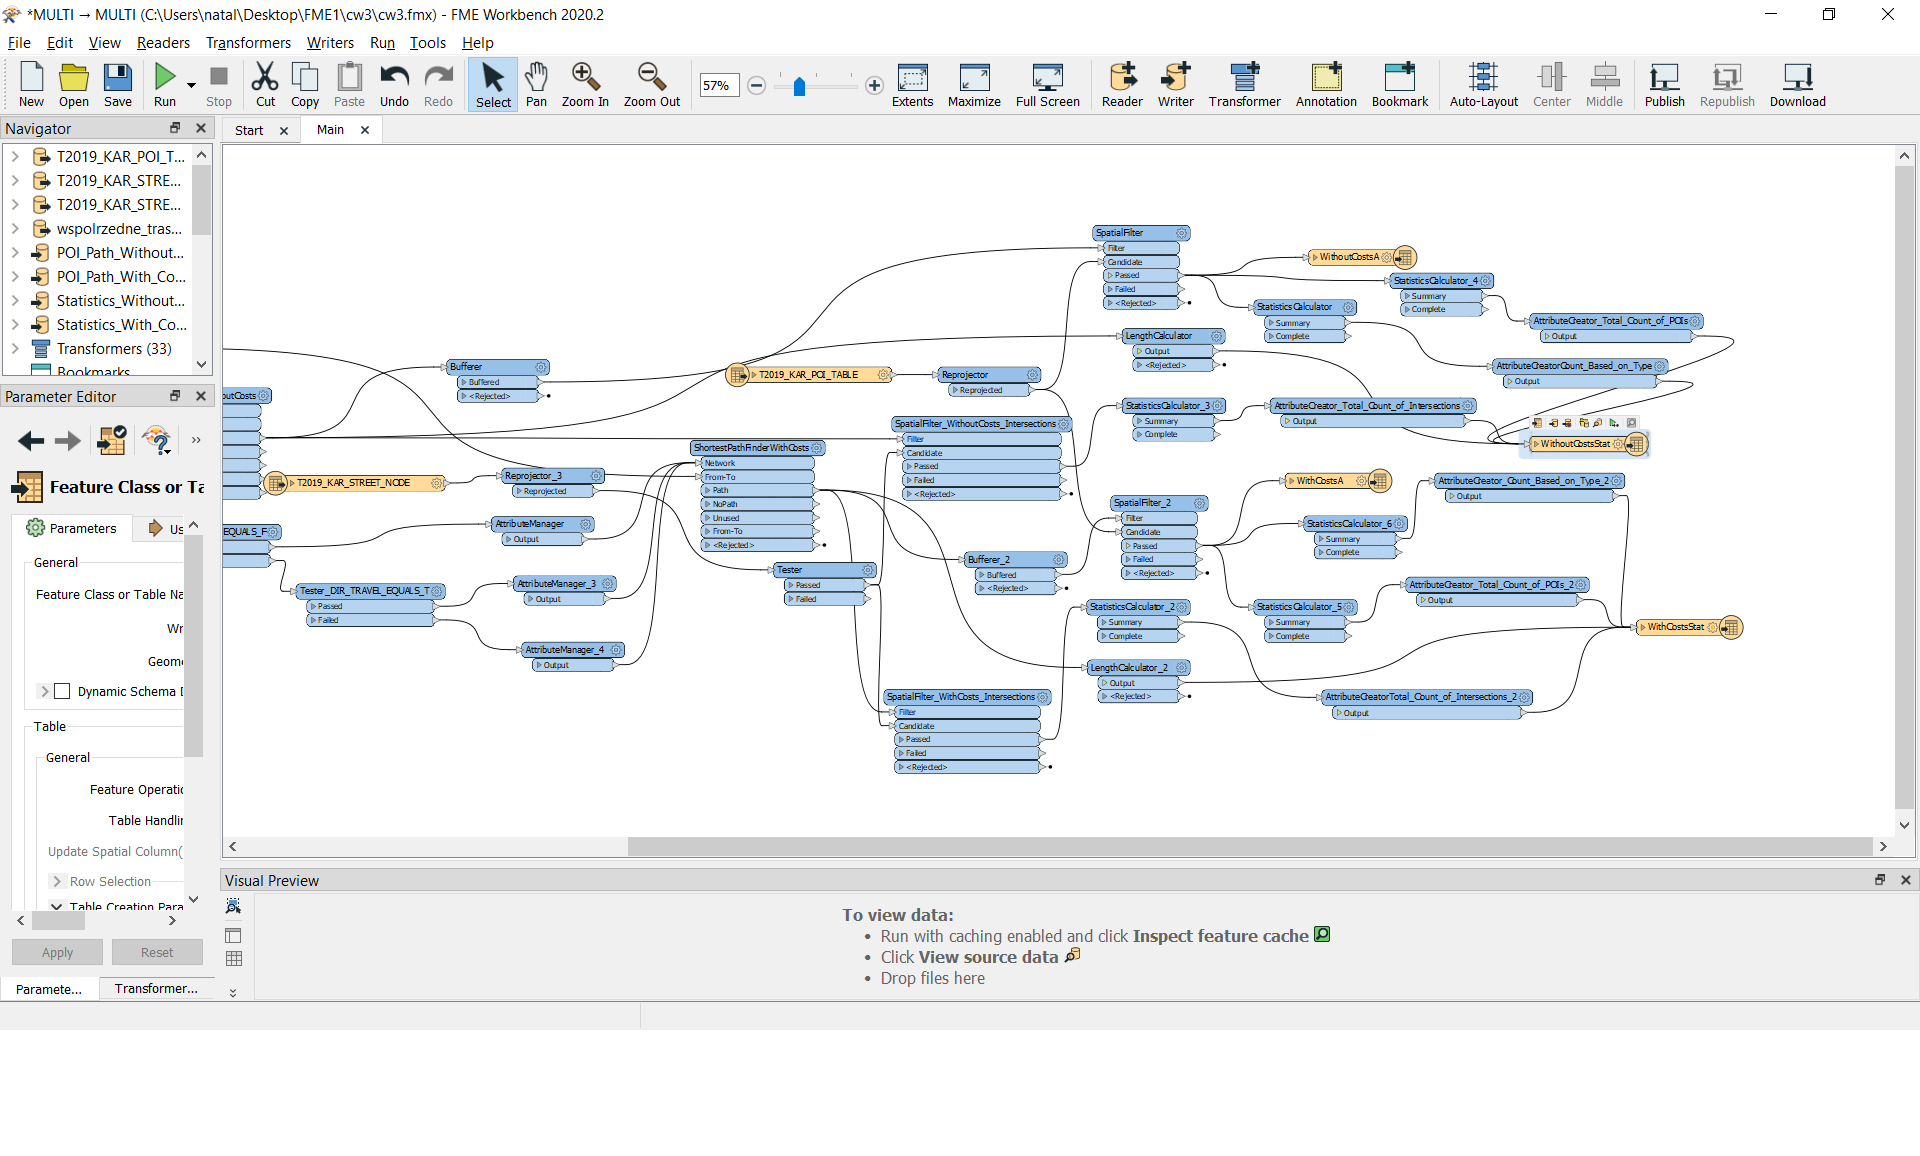 *MULTI → MULTI (C:\Users\natal\Desktop\FME1\cw3\cw3.fmx) - FME Workbench 2020.2
File Edit View Readers Transformers Writers Run Tools Help
New Open Save Run Stop Cut Copy Paste Undo Redo Select Pan Zoom In Zoom Out 57% Extents Maximize Full Screen Reader Writer Transformer Annotation Bookmark Auto-Layout Center Middle Publish Republish Download
Navigator
Start
Main
T2019_KAR_POI_T...
T2019_KAR_STRE...
T2019_KAR_STRE...
wspolrzedne_tras...
POI_Path_Without...
POI_Path_With_Co...
Statistics_Without...
Statistics_With_Co...
Transformers (33)
Bookmarks
Parameter Editor
»
Feature Class or Ta
Parameters
Us
General
Feature Class or Table Na
Wr
Geome
Dynamic Schema D
Table
General
Feature Operatio
Table Handlin
Update Spatial Column(
Row Selection
Table Creation Para
Apply
Reset
Paramete...
Transformer...
utCosts
EQUALS_F
Bufferer
Buffered
<Rejected>
T2019_KAR_STREET_NODE
Reprojector_3
Reprojected
AttributeManager
Output
Tester_DIR_TRAVEL_EQUALS_T
Passed
Failed
AttributeManager_3
Output
AttributeManager_4
Output
T2019_KAR_POI_TABLE
Reprojector
Reprojected
ShortestPathFinderWithCosts
Network
From-To
Path
NoPath
Unused
From-To
<Rejected>
Tester
Passed
Failed
SpatialFilter_WithoutCosts_Intersections
Filter
Candidate
Passed
Failed
<Rejected>
Bufferer_2
Buffered
<Rejected>
SpatialFilter_WithCosts_Intersections
Filter
Candidate
Passed
Failed
<Rejected>
SpatialFilter
Filter
Candidate
Passed
Failed
<Rejected>
LengthCalculator
Output
<Rejected>
StatisticsCalculator_3
Summary
Complete
SpatialFilter_2
Filter
Candidate
Passed
Failed
<Rejected>
StatisticsCalculator_2
Summary
Complete
LengthCalculator_2
Output
<Rejected>
WithoutCostsA
StatisticsCalculator_4
Summary
Complete
StatisticsCalculator
Summary
Complete
AttributeCreator_Total_Count_of_POIs
Output
AttributeCreatorCount_Based_on_Type
Output
AttributeCreator_Total_Count_of_Intersections
Output
WithoutCostsStat
WithCostsA
AttributeCreator_Count_Based_on_Type_2
Output
StatisticsCalculator_6
Summary
Complete
AttributeCreator_Total_Count_of_POIs_2
Output
StatisticsCalculator_5
Summary
Complete
WithCostsStat
AttributeCreatorTotal_Count_of_Intersections_2
Output
Visual Preview
To view data:
• Run with caching enabled and click Inspect feature cache
• Click View source data
• Drop files here